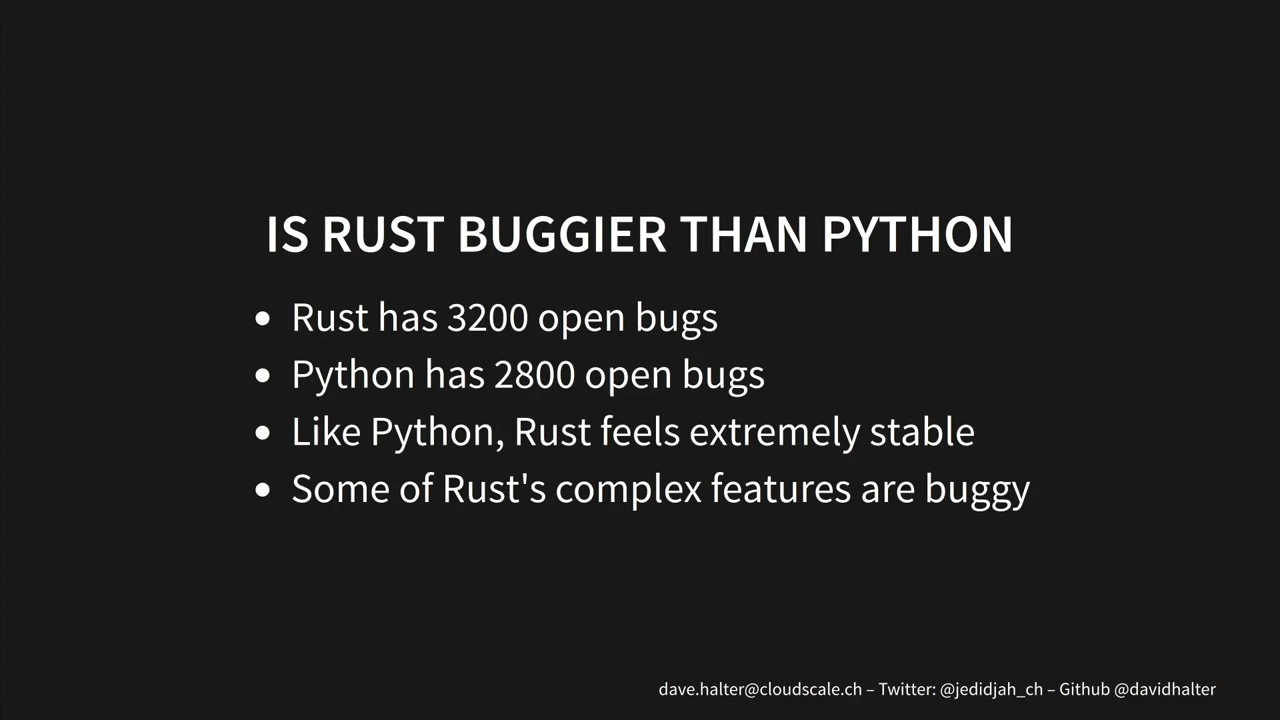 IS RUST BUGGIER THAN PYTHON
• Rust has 3200 open bugs
• Python has 2800 open bugs
• Like Python, Rust feels extremely stable
• Some of Rust's complex features are buggy
dave.halter@cloudscale.ch – Twitter: @jedidjah_ch – Github @davidhalter